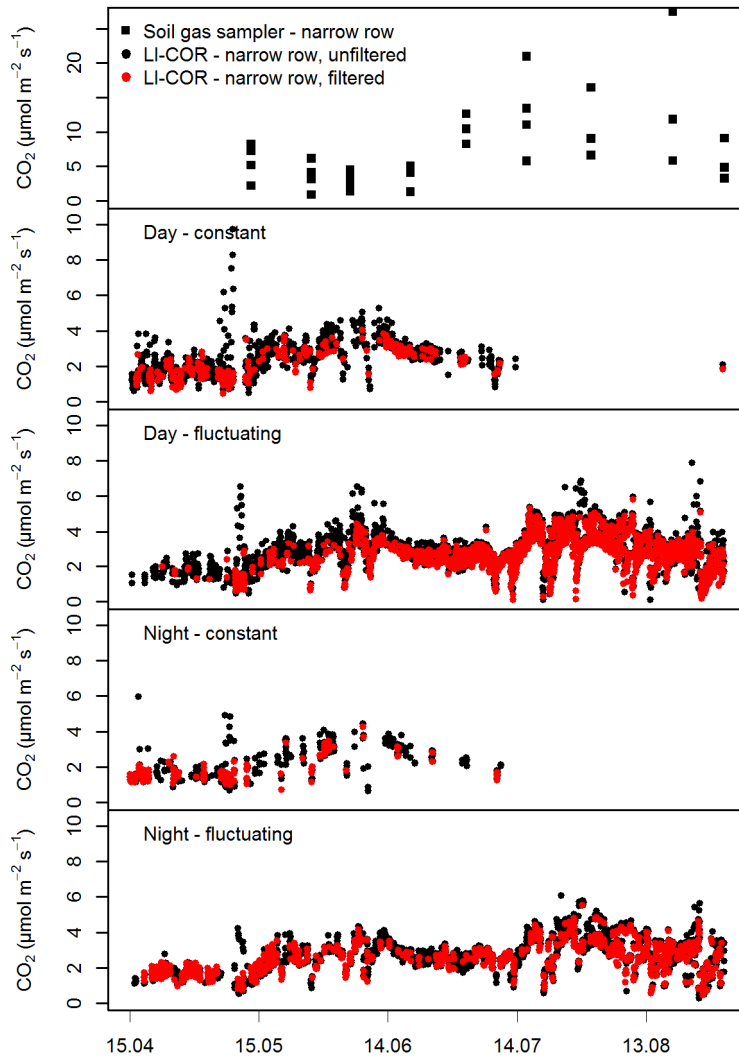 Soil gas sampler - narrow row
LI-COR - narrow row, unfiltered
LI-COR - narrow row, filtered
CO₂ (µmol m⁻² s⁻¹)
20
10
5
0
Day - constant
CO₂ (µmol m⁻² s⁻¹)
10
8
6
4
2
0
Day - fluctuating
CO₂ (µmol m⁻² s⁻¹)
10
8
6
4
2
0
Night - constant
CO₂ (µmol m⁻² s⁻¹)
10
8
6
4
2
0
Night - fluctuating
CO₂ (µmol m⁻² s⁻¹)
10
8
6
4
2
0
15.04 15.05 14.06 14.07 13.08